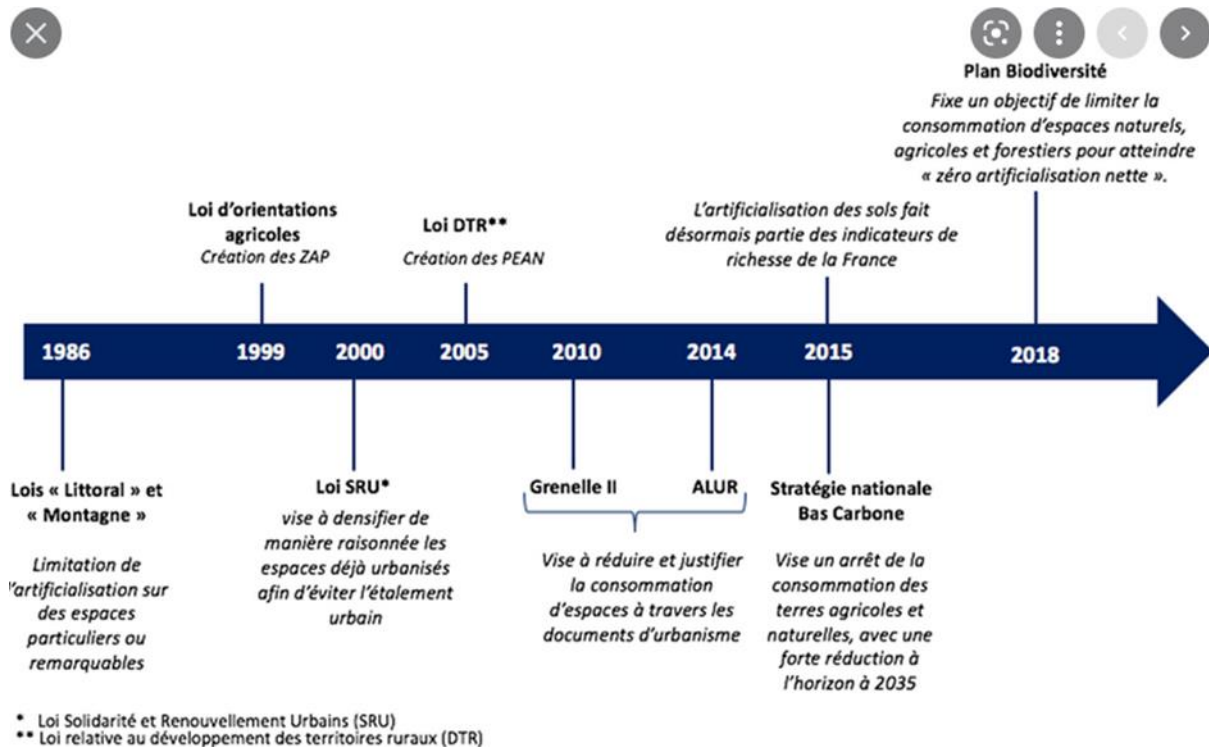 Plan Biodiversité
Fixe un objectif de limiter la
consommation d'espaces naturels,
agricoles et forestiers pour atteindre
« zéro artificialisation nette ».
Loi d'orientations
agricoles
Création des ZAP
Loi DTR**
Création des PEAN
L'artificialisation des sols fait
désormais partie des indicateurs de
richesse de la France
1986 1999 2000 2005 2010 2014 2015 2018
Lois « Littoral » et
« Montagne »
Limitation de
'artificialisation sur
des espaces
particuliers ou
remarquables
Loi SRU*
vise à densifier de
manière raisonnée les
espaces déjà urbanisés
afin d'éviter l'étalement
urbain
Grenelle II ALUR
Vise à réduire et justifier
la consommation
d'espaces à travers les
documents d'urbanisme
Stratégie nationale
Bas Carbone
Vise un arrêt de la
consommation des
terres agricoles et
naturelles, avec une
forte réduction à
l'horizon à 2035
* Loi Solidarité et Renouvellement Urbains (SRU)
** Loi relative au développement des territoires ruraux (DTR)